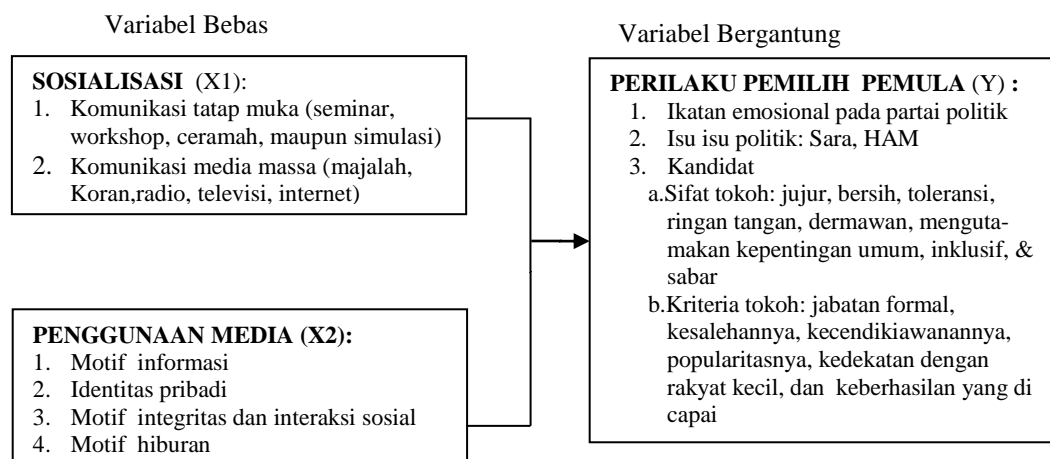 Variabel Bebas
SOSIALISASI (X1):
1. Komunikasi tatap muka (seminar,
workshop, ceramah, maupun simulasi)
2. Komunikasi media massa (majalah,
Koran,radio, televisi, internet)
PENGGUNAAN MEDIA (X2):
1. Motif informasi
2. Identitas pribadi
3. Motif integritas dan interaksi sosial
4. Motif hiburan
Variabel Bergantung
PERILAKU PEMILIH PEMULA (Y) :
1. Ikatan emosional pada partai politik
2. Isu isu politik: Sara, HAM
3. Kandidat
a.Sifat tokoh: jujur, bersih, toleransi,
ringan tangan, dermawan, menguta-
makan kepentingan umum, inklusif, &
sabar
b.Kriteria tokoh: jabatan formal,
kesalehannya, kecendikiawanannya,
popularitasnya, kedekatan dengan
rakyat kecil, dan keberhasilan yang di
capai